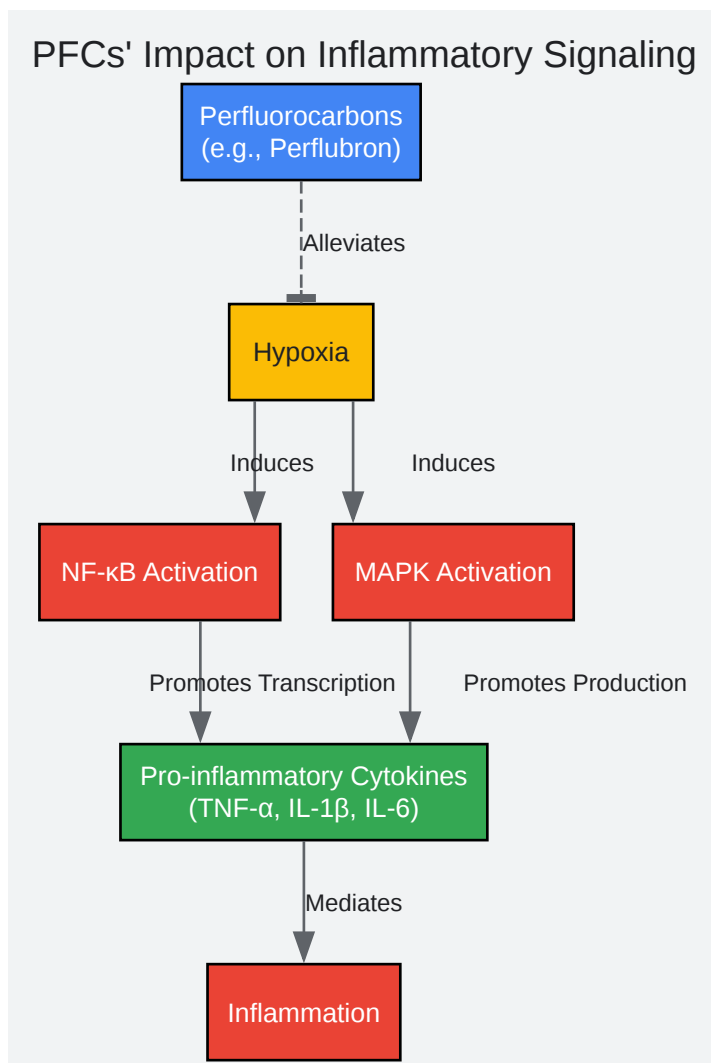 PFCs' Impact on Inflammatory Signaling
Perfluorocarbons
(e.g., Perflubron)
Alleviates
Hypoxia
Induces
Induces
NF-κB Activation
MAPK Activation
Promotes Transcription
Promotes Production
Pro-inflammatory Cytokines
(TNF-α, IL-1β, IL-6)
Mediates
Inflammation